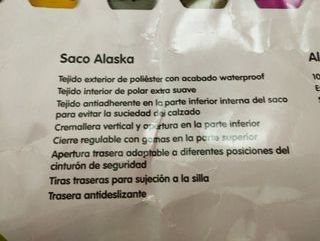 Saco Alaska
Tejido exterior de poliéster con acabado waterproof
Tejido interior de polar extra suave
Tejido antiadherente en la parte inferior interna del saco
para evitar la suciedad del calzado
Cremallera vertical y apertura en la parte inferior
Cierre regulable con gomas en la parte superior
Apertura trasera adaptable a diferentes posiciones del
cinturón de seguridad
Tiras traseras para sujeción a la silla
Trasera antideslizante
Al
10